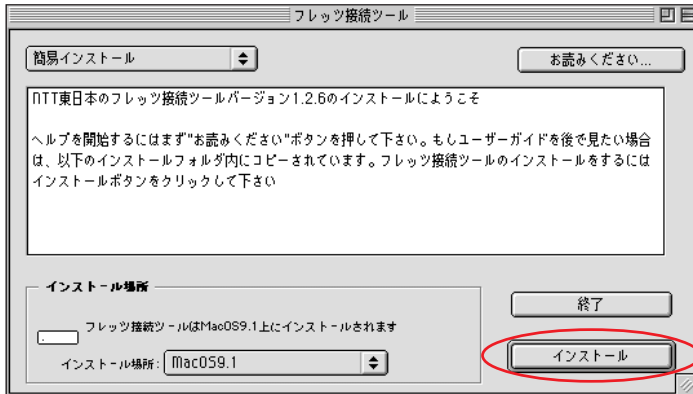 フレッツ接続ツール
簡易インストール
お読みください...
NTT東日本のフレッツ接続ツールバージョン1.2.6のインストールにようこそ
ヘルプを開始するにはまず"お読みください"ボタンを押して下さい。もしユーザーガイドを後で見たい場合
は、以下のインストールフォルダ内にコピーされています。フレッツ接続ツールのインストールをするには
インストールボタンをクリックして下さい
インストール場所
フレッツ接続ツールはMacOS9.1上にインストールされます
インストール場所: MacOS9.1
終了
インストール